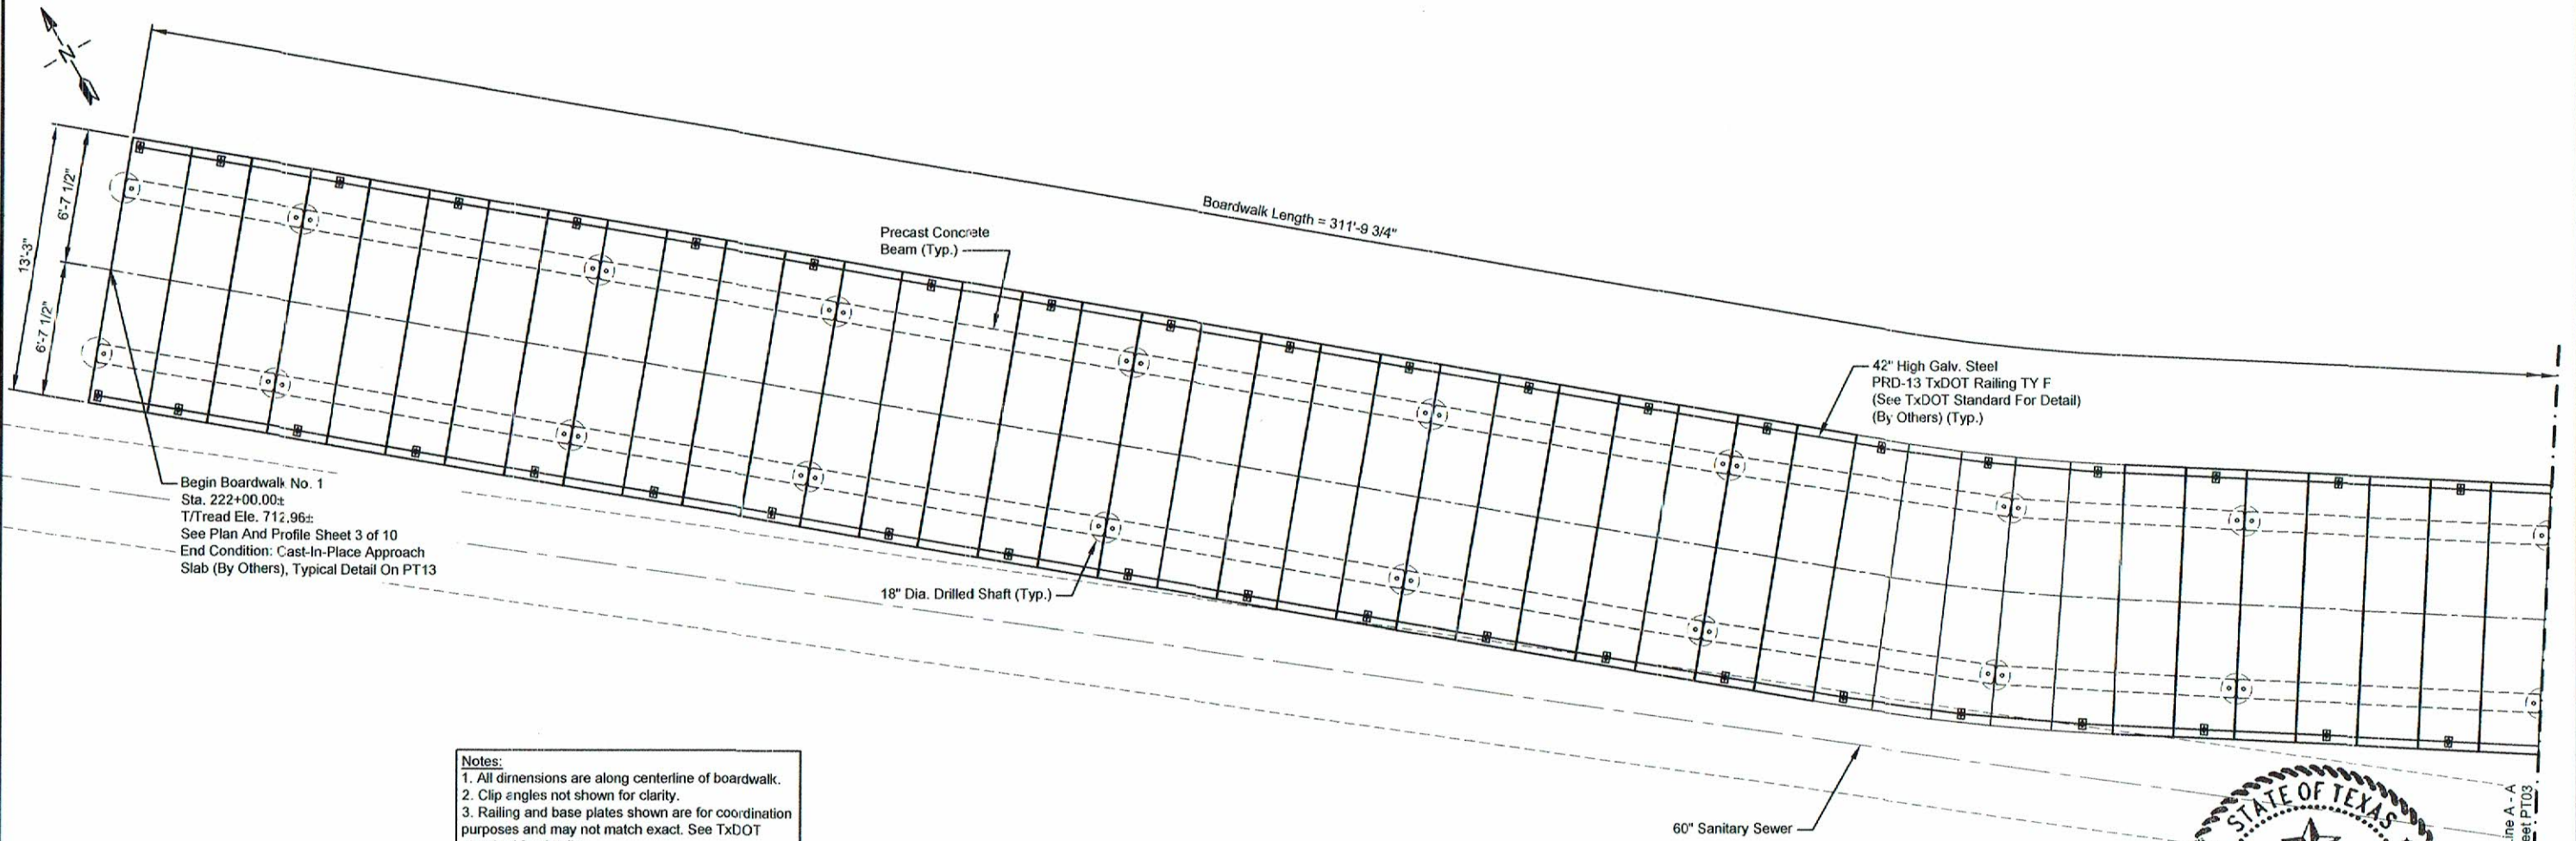 N
13'-3"
6'-7 1/2"
6'-7 1/2"
Boardwalk Length = 311'-9 3/4"
Precast Concrete
Beam (Typ.)
42" High Galv. Steel
PRD-13 TxDOT Railing TY F
(See TxDOT Standard For Detail)
(By Others) (Typ.)
Begin Boardwalk No. 1
Sta. 222+00.00±
T/Tread Ele. 712.96±
See Plan And Profile Sheet 3 of 10
End Condition: Cast-In-Place Approach
Slab (By Others), Typical Detail On PT13
18" Dia. Drilled Shaft (Typ.)
Notes:
1. All dimensions are along centerline of boardwalk.
2. Clip angles not shown for clarity.
3. Railing and base plates shown are for coordination
purposes and may not match exact. See TxDOT
60" Sanitary Sewer
STATE OF TEXAS
A - A
PT03